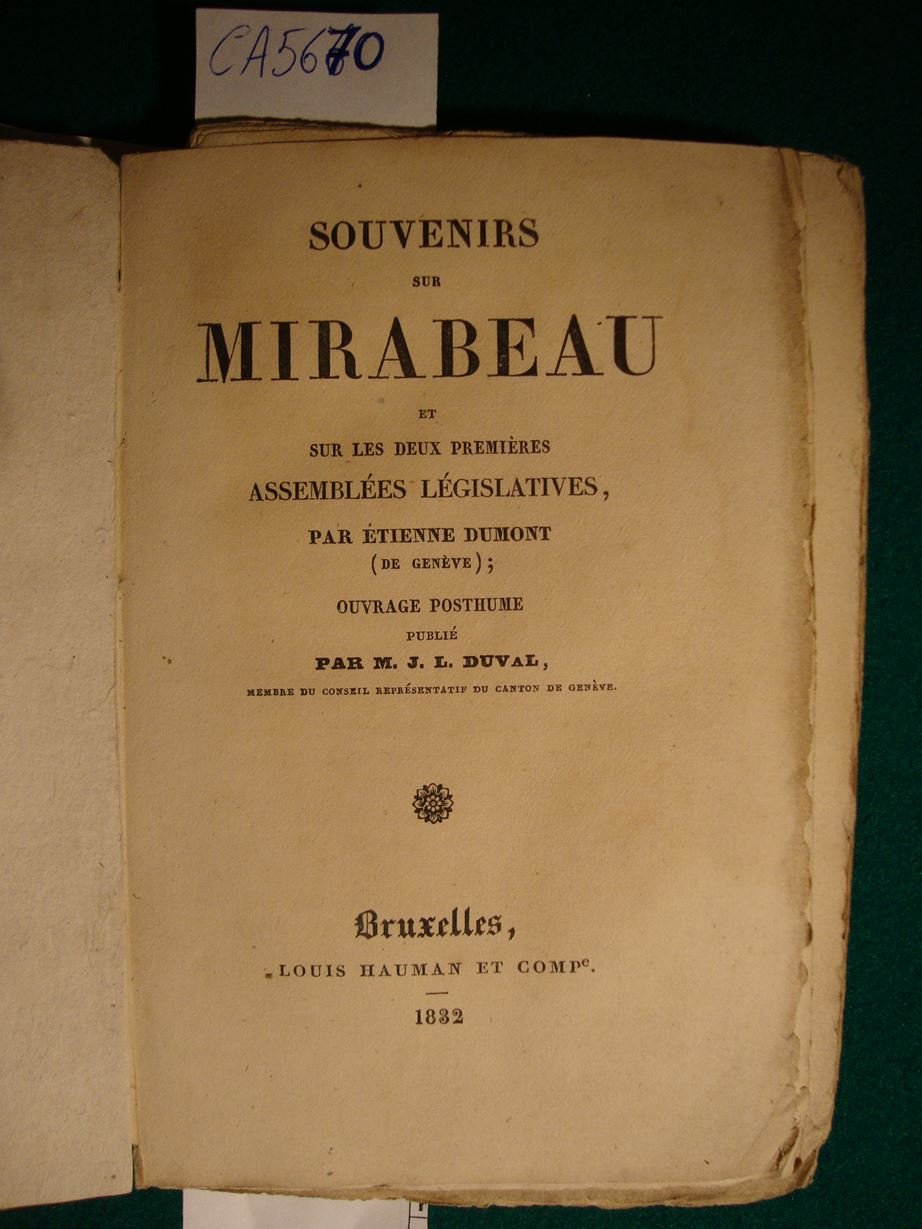 CA5670
SOUVENIRS
SUR
MIRABEAU
ET
SUR LES DEUX PREMIÈRES
ASSEMBLÉES LÉGISLATIVES,
PAR ÉTIENNE DUMONT
(DE GENÈVE);
OUVRAGE POSTHUME
PUBLIÉ
PAR M. J. L. DUVAL,
MEMBRE DU CONSEIL REPRÉSENTATIF DU CANTON DE GENÈVE.
Bruxelles,
LOUIS HAUMAN ET COMPe.
1832